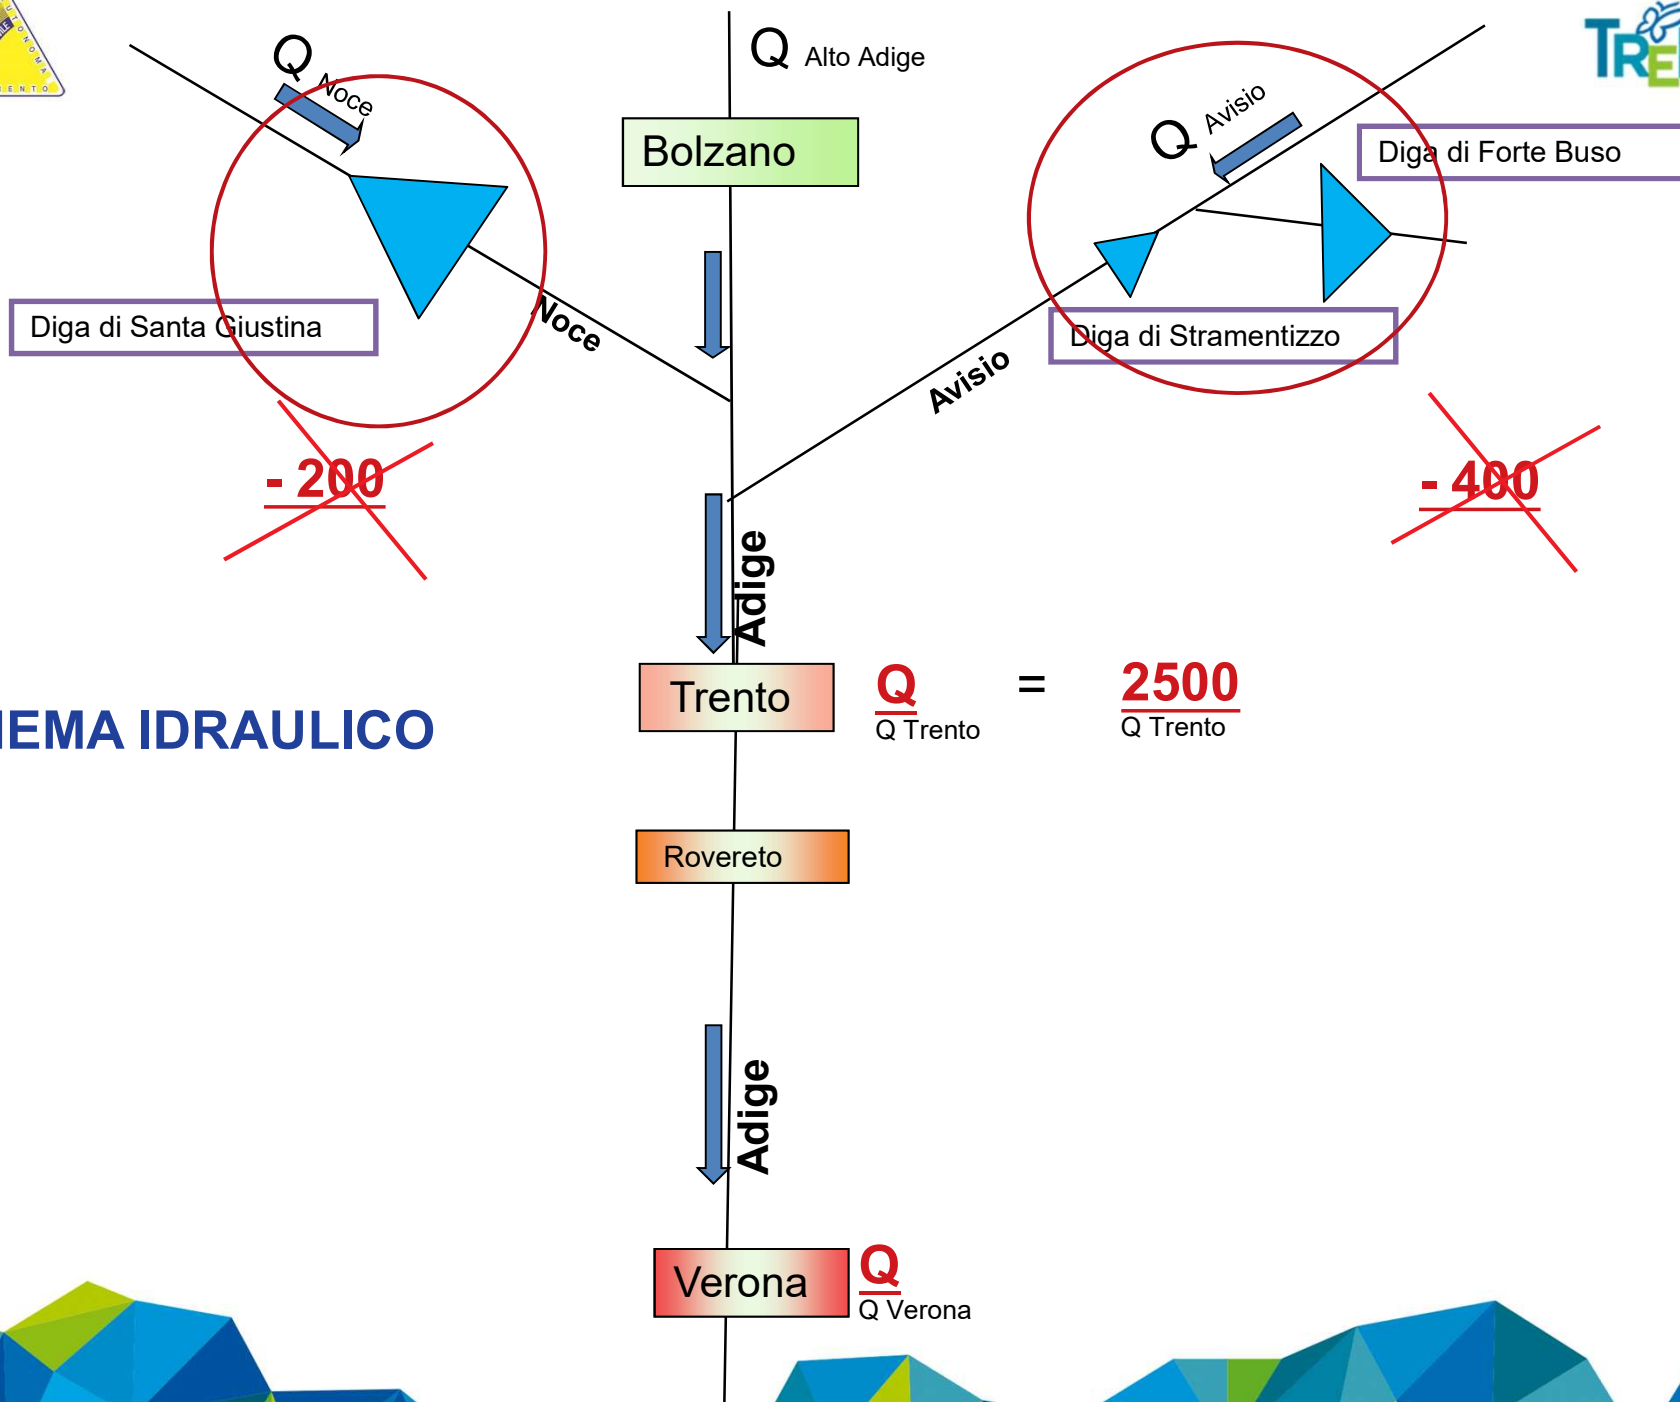 Q Noce
Q Alto Adige
Q Avisio
Bolzano
Diga di Forte Buso
Diga di Santa Giustina
Noce
Diga di Stramentizzo
Avisio
- 200
- 400
Adige
Trento
Q
=
2500
Q Trento
Q Trento
IDRAULICO
Rovereto
Adige
Verona
Q
Q Verona